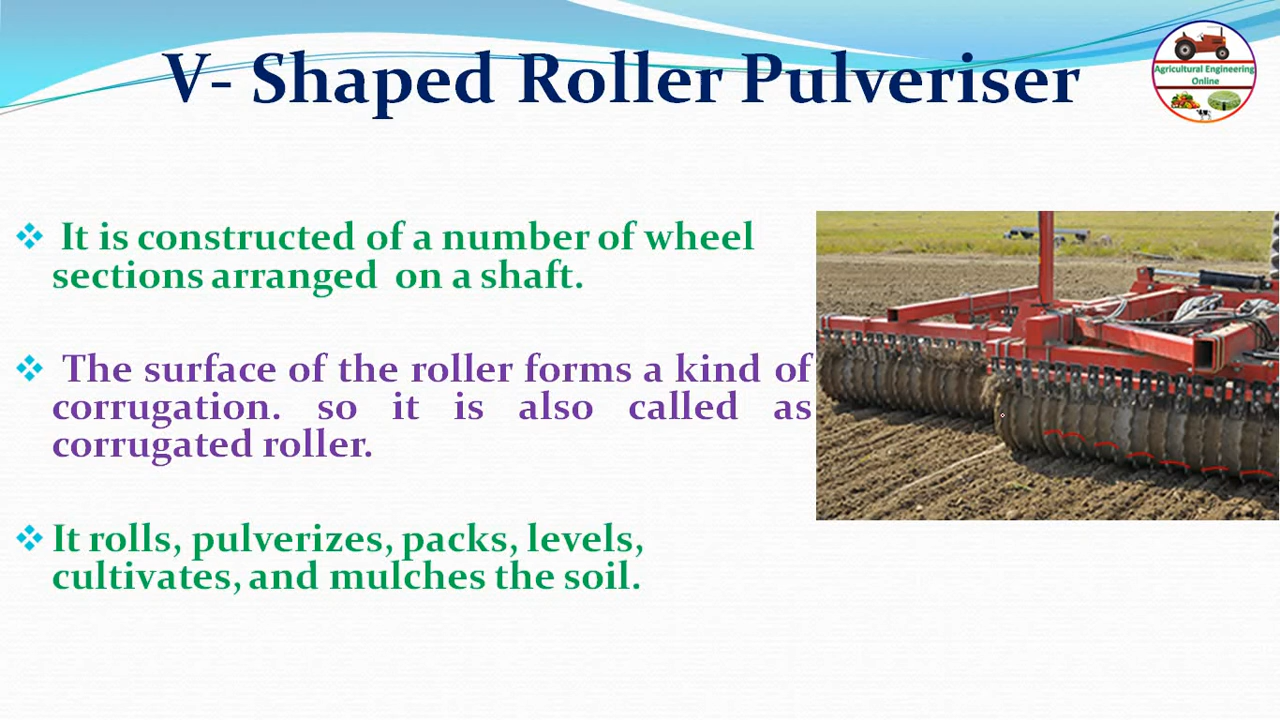 V- Shaped Roller Pulveriser
Agricultural Engineering
Online
It is constructed of a number of wheel
sections arranged on a shaft.
The surface of the roller forms a kind of
corrugation. so it is also called as
corrugated roller.
It rolls, pulverizes, packs, levels,
cultivates, and mulches the soil.